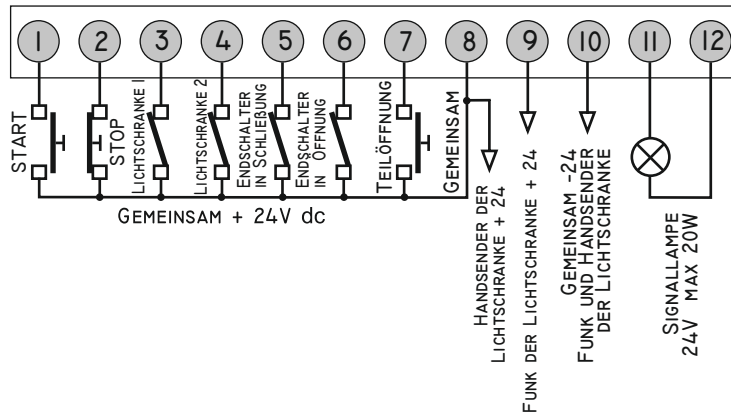 1 2 3 4 5 6 7 8 9 10 11 12
START
STOP
LICHTSCHRANKE 1
LICHTSCHRANKE 2
ENDSCHALTER
IN SCHLIEßUNG
ENDSCHALTER
IN ÖFFNUNG
TEILÖFFNUNG
GEMEINSAM
GEMEINSAM + 24V dc
HANDSENDER DER
LICHTSCHRANKE + 24
FUNK DER LICHTSCHRANKE + 24
GEMEINSAM -24
FUNK UND HANDSENDER
DER LICHTSCHRANKE
SIGNALLAMPE
24V MAX 20W